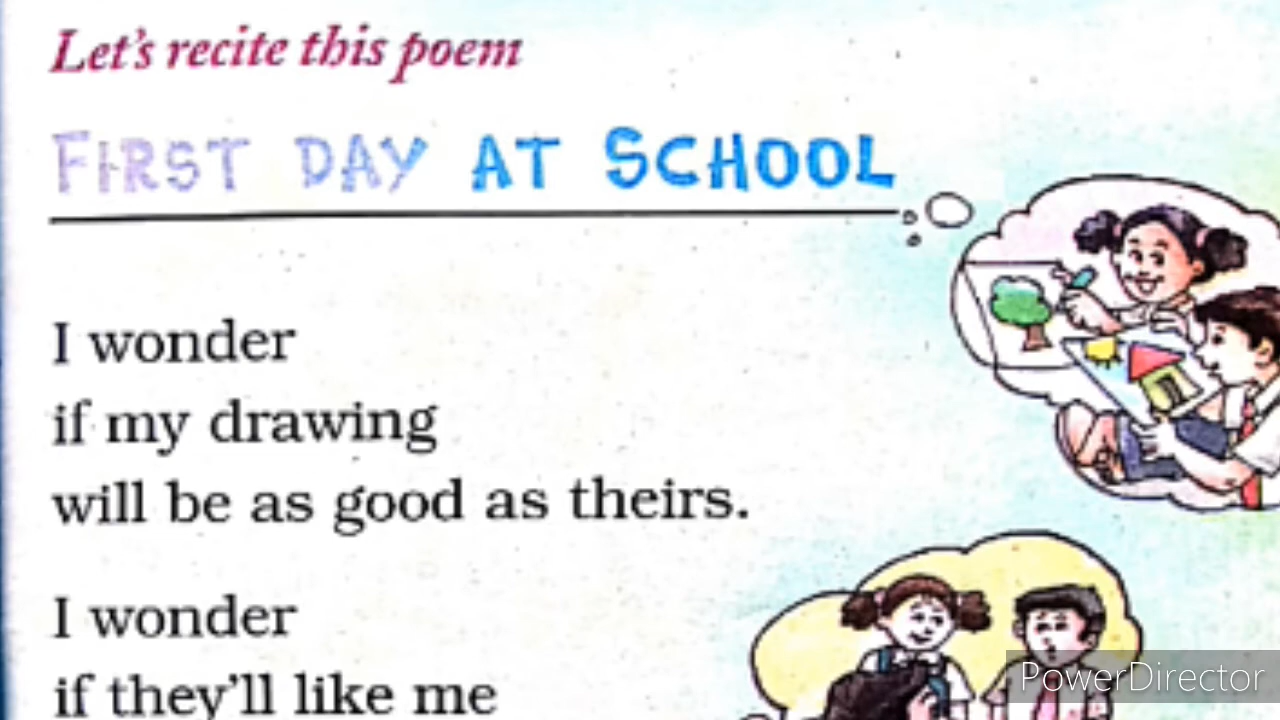 Let's recite this poem
FIRST DAY AT SCHOOL
I wonder
if my drawing
will be as good as theirs.
I wonder
if they'll like me
PowerDirector